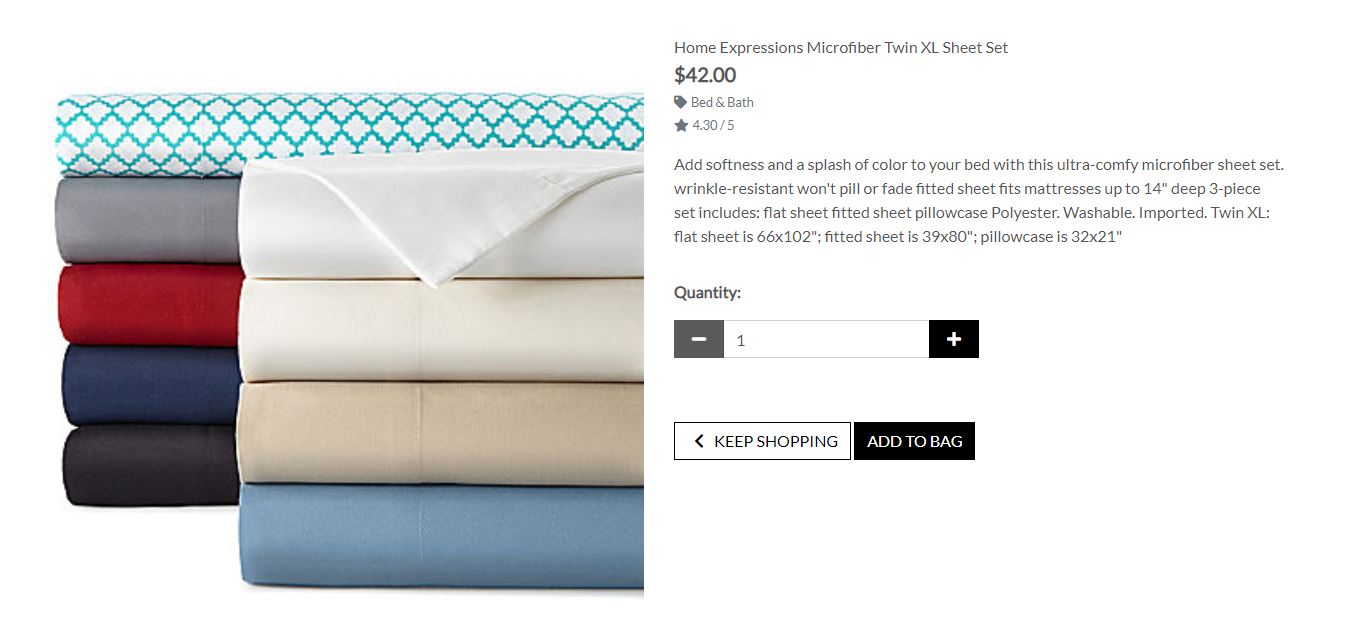 Home Expressions Microfiber Twin XL Sheet Set
$42.00
Bed & Bath
4.30 / 5
Add softness and a splash of color to your bed with this ultra-comfy microfiber sheet set.
wrinkle-resistant won't pill or fade fitted sheet fits mattresses up to 14" deep 3-piece
set includes: flat sheet fitted sheet pillowcase Polyester. Washable. Imported. Twin XL:
flat sheet is 66x102"; fitted sheet is 39x80"; pillowcase is 32x21"
Quantity:
1
KEEP SHOPPING ADD TO BAG